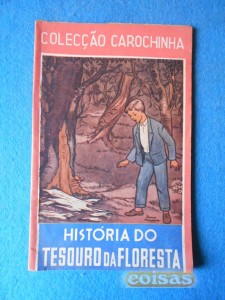 COLECÇÃO CAROCHINHA
HISTÓRIA DO
TESOURO DA FLORESTA
coisas